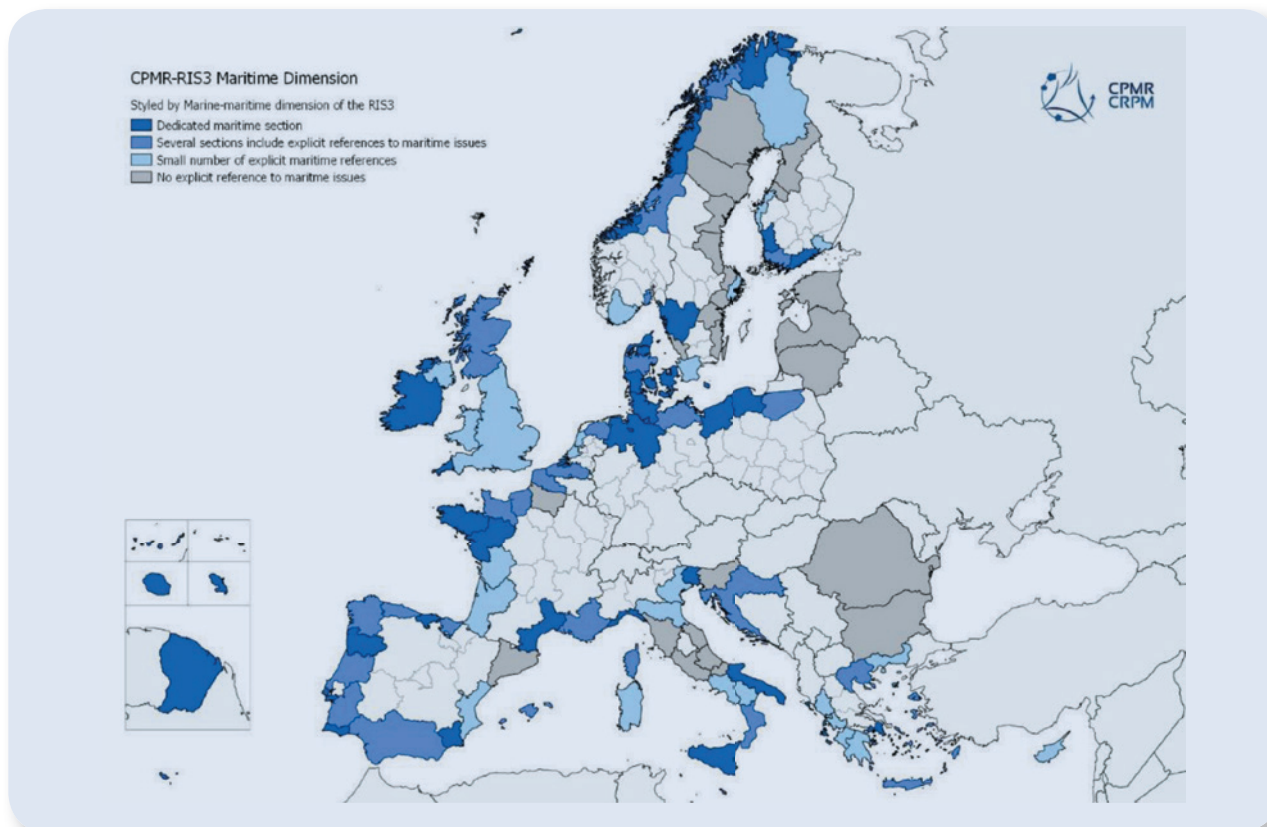 CPMR-RIS3 Maritime Dimension
Styled by Marine-maritime dimension of the RIS3
Dedicated maritime section
Several sections include explicit references to maritime issues
Small number of explicit maritime references
No explicit reference to maritme issues
CPMR
CRPM